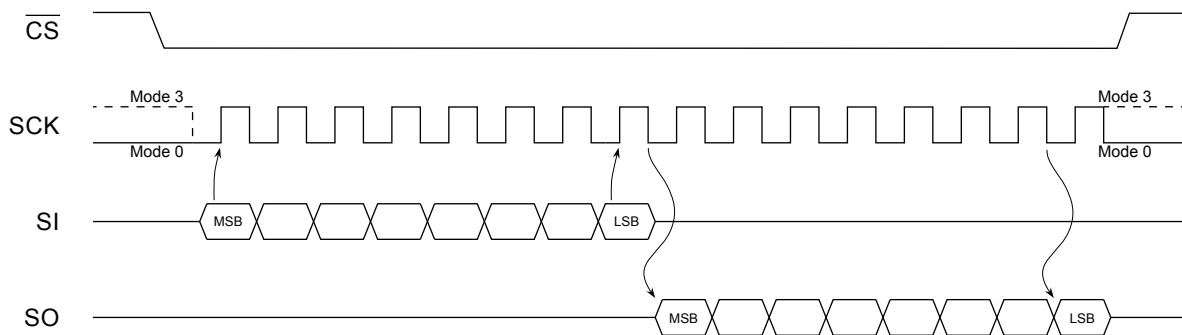 CS
Mode 3 Mode 3
SCK
Mode 0 Mode 0
SI MSB LSB
SO MSB LSB